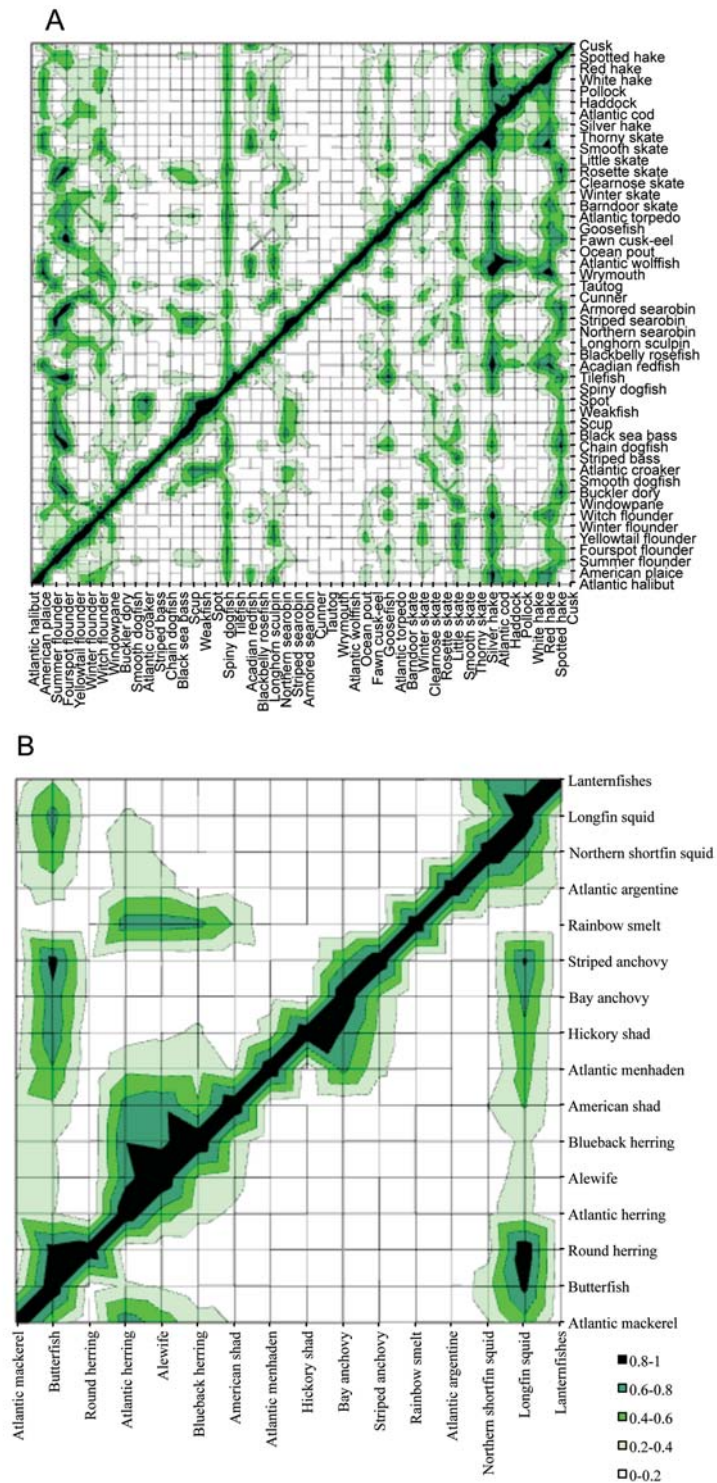 A
Cusk
Spotted hake
Red hake
White hake
Pollock
Haddock
Atlantic cod
Silver hake
Thorny skate
Smooth skate
Little skate
Rosette skate
Clearnose skate
Winter skate
Barndoor skate
Atlantic torpedo
Goosefish
Fawn cusk-eel
Ocean pout
Atlantic wolffish
Wrymouth
Tautog
Cunner
Armored searobin
Striped searobin
Northern searobin
Longhorn sculpin
Blackbelly rosefish
Acadian redfish
Tilefish
Spiny dogfish
Spot
Weakfish
Scup
Black sea bass
Chain dogfish
Striped bass
Atlantic croaker
Smooth dogfish
Buckler dory
Windowpane
Witch flounder
Winter flounder
Yellowtail flounder
Fourspot flounder
Summer flounder
American plaice
Atlantic halibut
Atlantic halibut
American plaice
Summer flounder
Fourspot flounder
Yellowtail flounder
Winter flounder
Witch flounder
Windowpane
Buckler dory
Smooth dogfish
Atlantic croaker
Striped bass
Chain dogfish
Black sea bass
Scup
Weakfish
Spot
Spiny dogfish
Tilefish
Acadian redfish
Blackbelly rosefish
Longhorn sculpin
Northern searobin
Striped searobin
Armored searobin
Cunner
Tautog
Wrymouth
Atlantic wolffish
Ocean pout
Fawn cusk-eel
Goosefish
Atlantic torpedo
Barndoor skate
Winter skate
Clearnose skate
Rosette skate
Little skate
Smooth skate
Thorny skate
Silver hake
Atlantic cod
White hake
Red hake
Spotted hake
Cusk
B
Lanternfishes
Longfin squid
Northern shortfin squid
Atlantic argentine
Rainbow smelt
Striped anchovy
Bay anchovy
Hickory shad
Atlantic menhaden
American shad
Blueback herring
Alewife
Atlantic herring
Round herring
Butterfish
Atlantic mackerel
Atlantic mackerel
Butterfish
Round herring
Atlantic herring
Alewife
Blueback herring
American shad
Atlantic menhaden
Hickory shad
Bay anchovy
Striped anchovy
Rainbow smelt
Atlantic argentine
Northern shortfin squid
Longfin squid
Lanternfishes
0.8-1
0.6-0.8
0.4-0.6
0.2-0.4
0-0.2